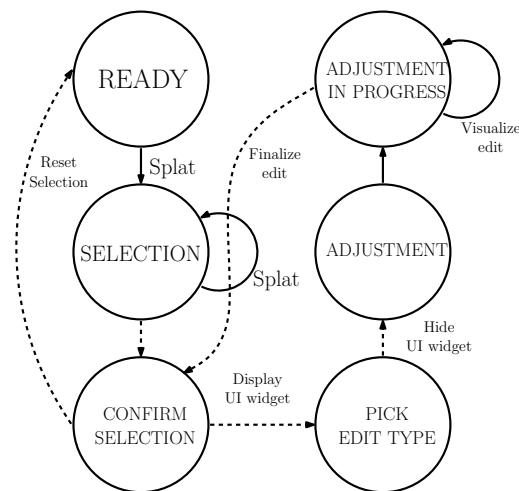 READY
ADJUSTMENT
IN PROGRESS
Visualize
edit
Reset
Selection
Splat
Finalize
edit
SELECTION
Splat
ADJUSTMENT
Hide
UI widget
Display
UI widget
CONFIRM
SELECTION
PICK
EDIT TYPE